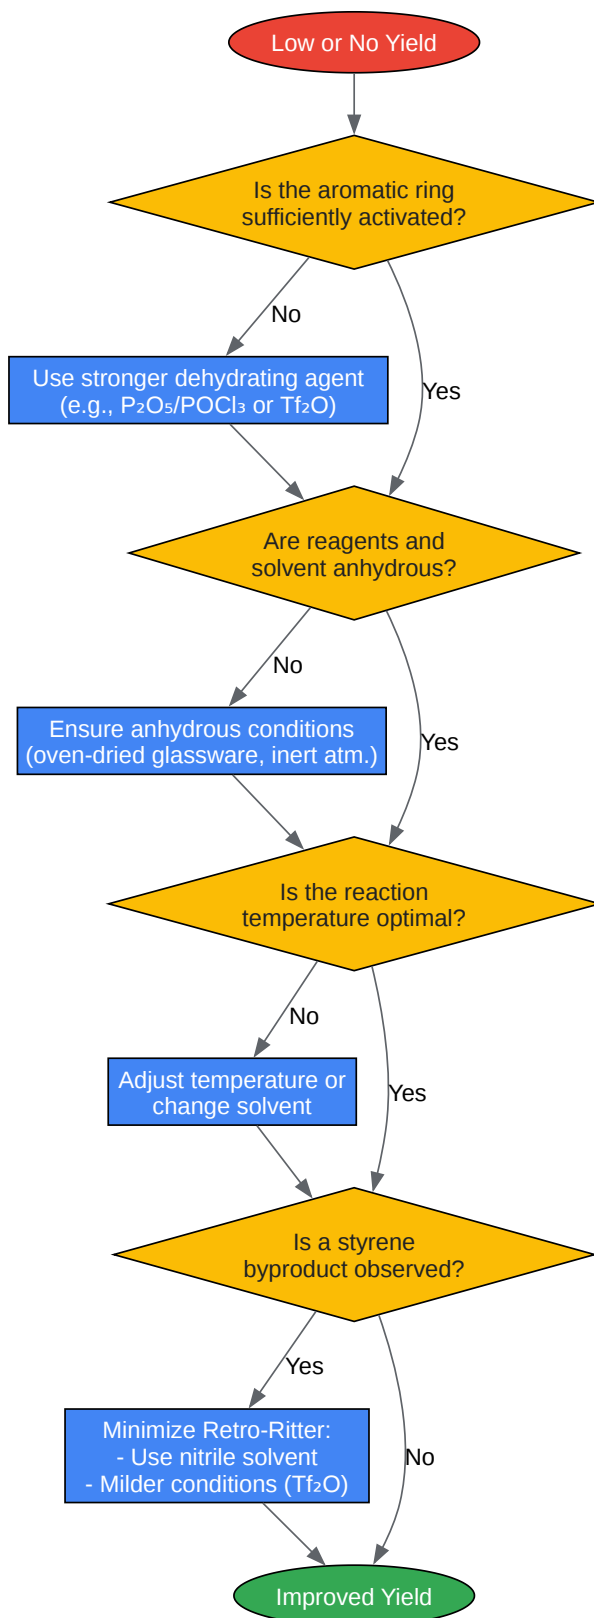 Low or No Yield
Is the aromatic ring
sufficiently activated?
No
Use stronger dehydrating agent
(e.g., P₂O₅/POCl₃ or Tf₂O)
Yes
Are reagents and
solvent anhydrous?
No
Ensure anhydrous conditions
(oven-dried glassware, inert atm.)
Yes
Is the reaction
temperature optimal?
No
Adjust temperature or
change solvent
Yes
Is a styrene
byproduct observed?
Yes
Minimize Retro-Ritter:
- Use nitrile solvent
- Milder conditions (Tf₂O)
No
Improved Yield